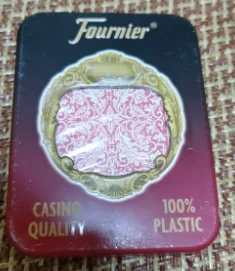 Fournier®
CASINO
QUALITY
100%
PLASTIC